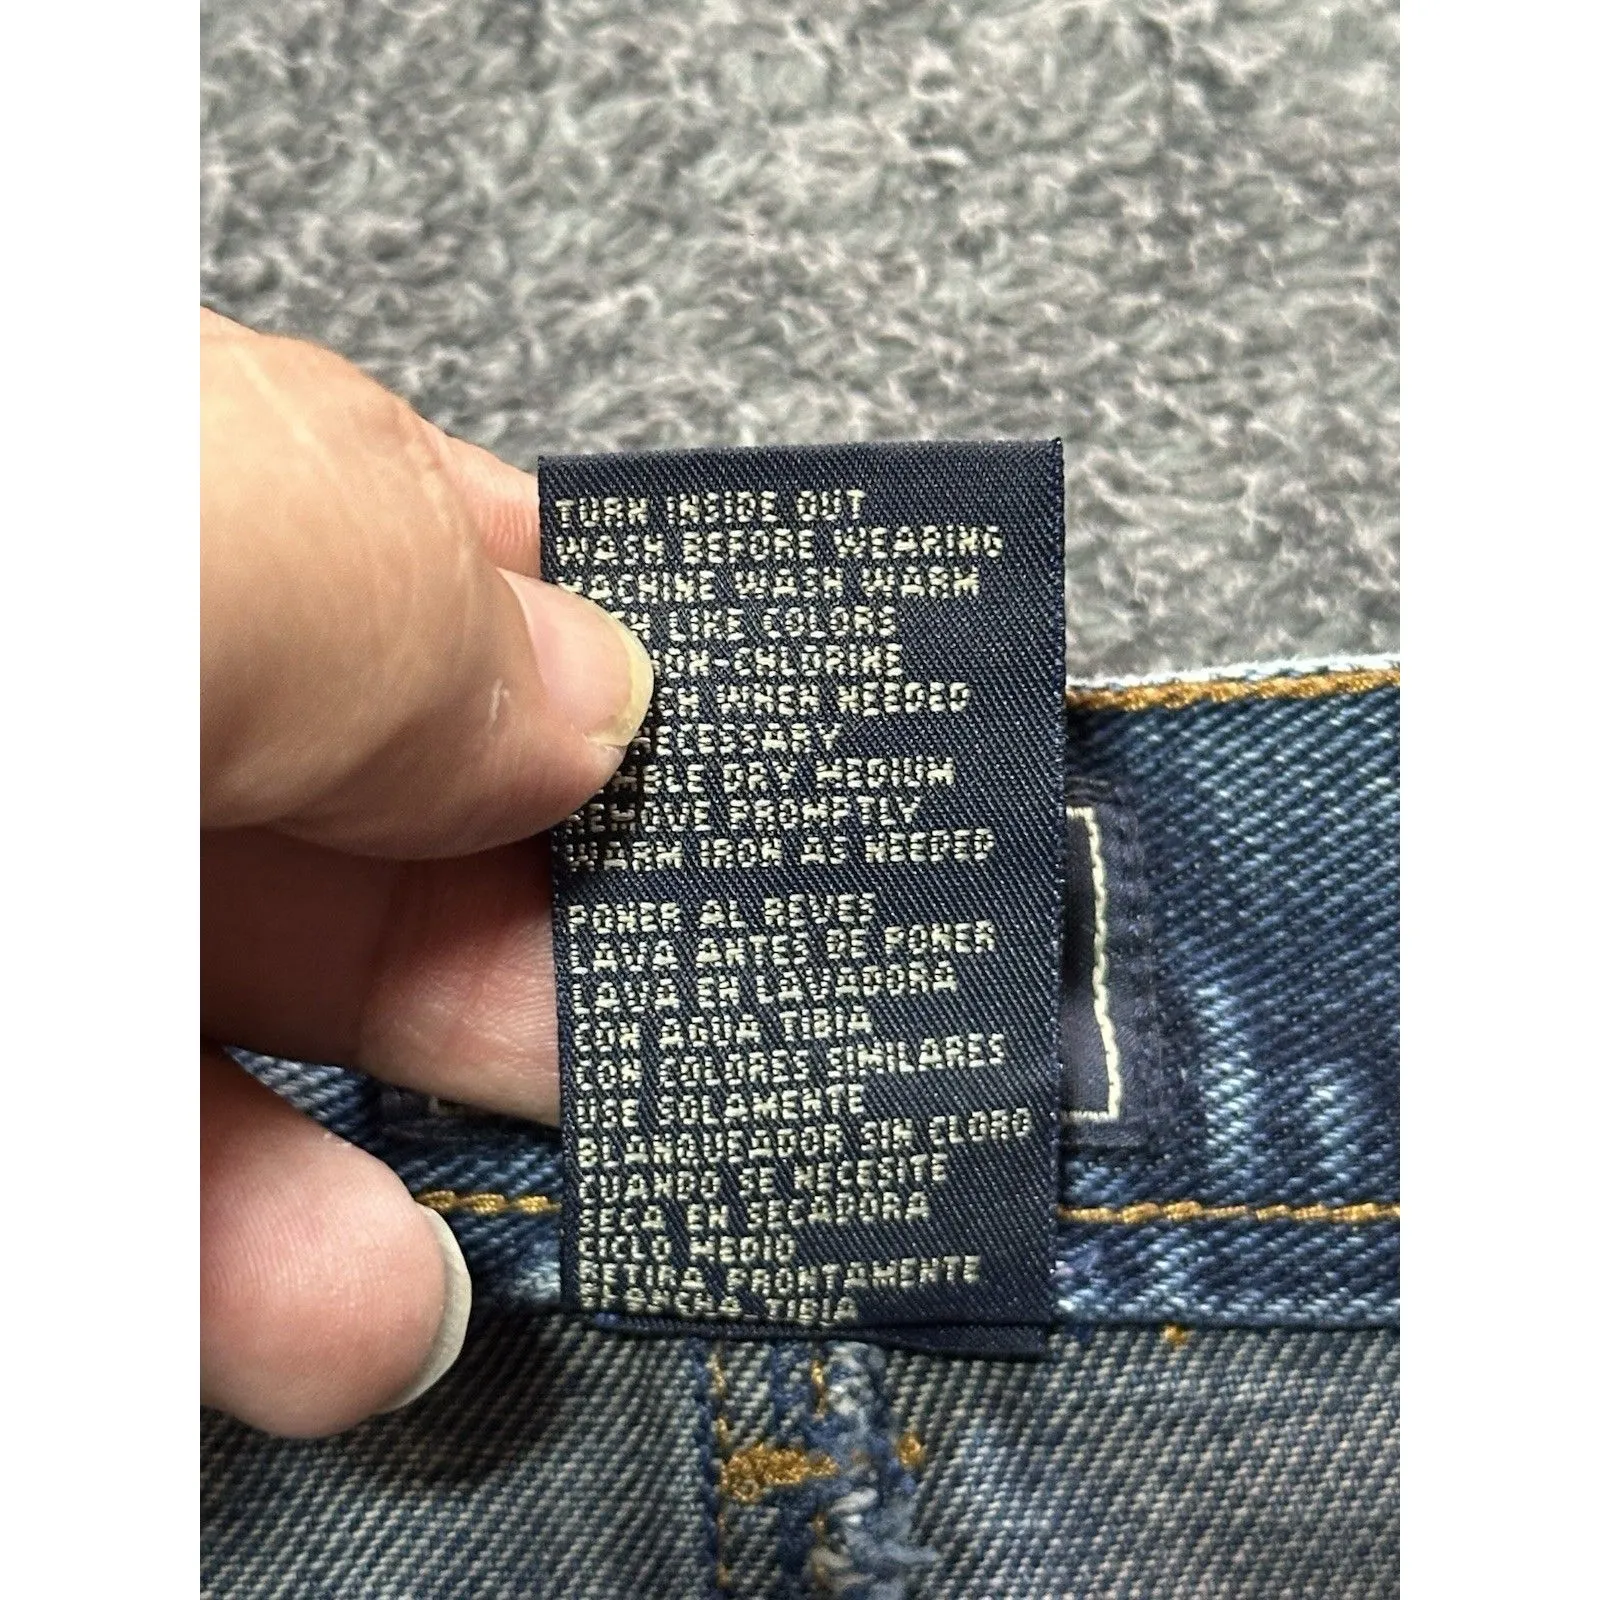 TURN INSIDE OUT
WASH BEFORE WEARING
MACHINE WASH WARM
LIKE COLORS
NON-CHLORINE
WHEN NEEDED
NECESSARY
TUMBLE DRY MEDIUM
REMOVE PROMPTLY
WARM IRON AS NEEDED
PONER AL REVES
LAVA ANTES DE PONER
LAVA EN LAVADORA
CON AGUA TIBIA
CON COLORES SIMILARES
USE SOLAMENTE
BLANQUEADOR SIN CLORO
CUANDO SE NECESITE
SECA EN SECADORA
CICLO MEDIO
RETIRA PRONTAMENTE
PLANCHA TIBIA